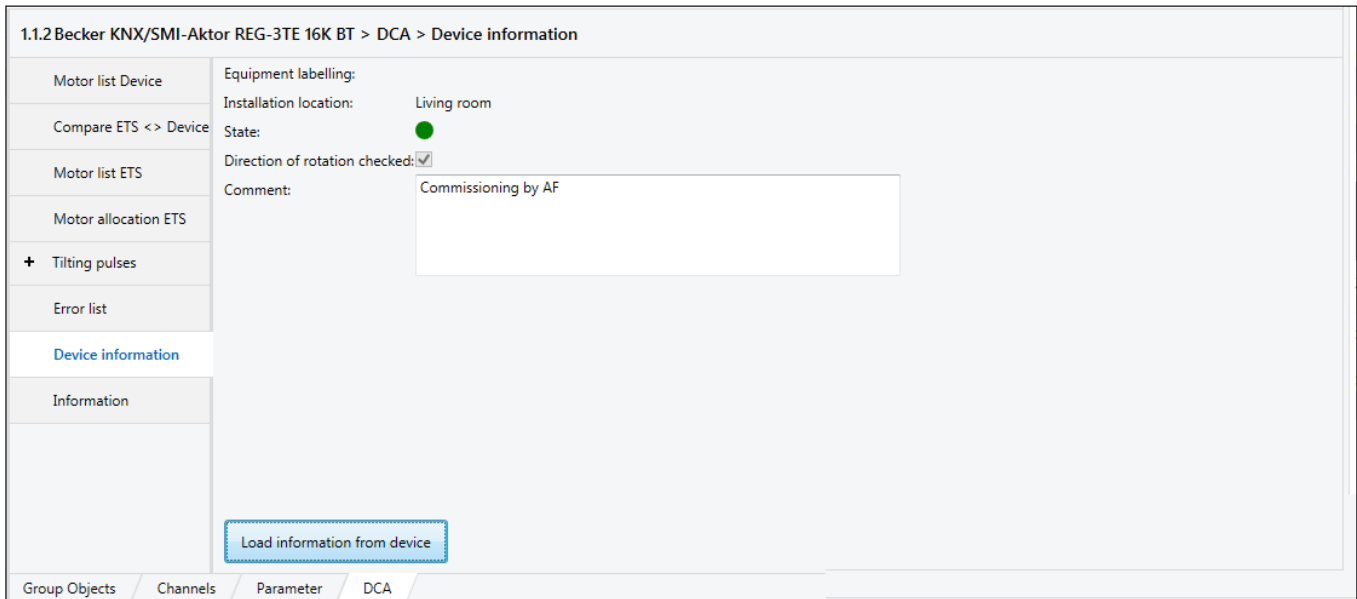 1.1.2 Becker KNX/SMI-Aktor REG-3TE 16K BT > DCA > Device information
Motor list Device
Compare ETS <> Device
Motor list ETS
Motor allocation ETS
+ Tilting pulses
Error list
Device information
Information
Equipment labelling:
Installation location: Living room
State:
Direction of rotation checked:
Comment: Commissioning by AF
Load information from device
Group Objects Channels Parameter DCA